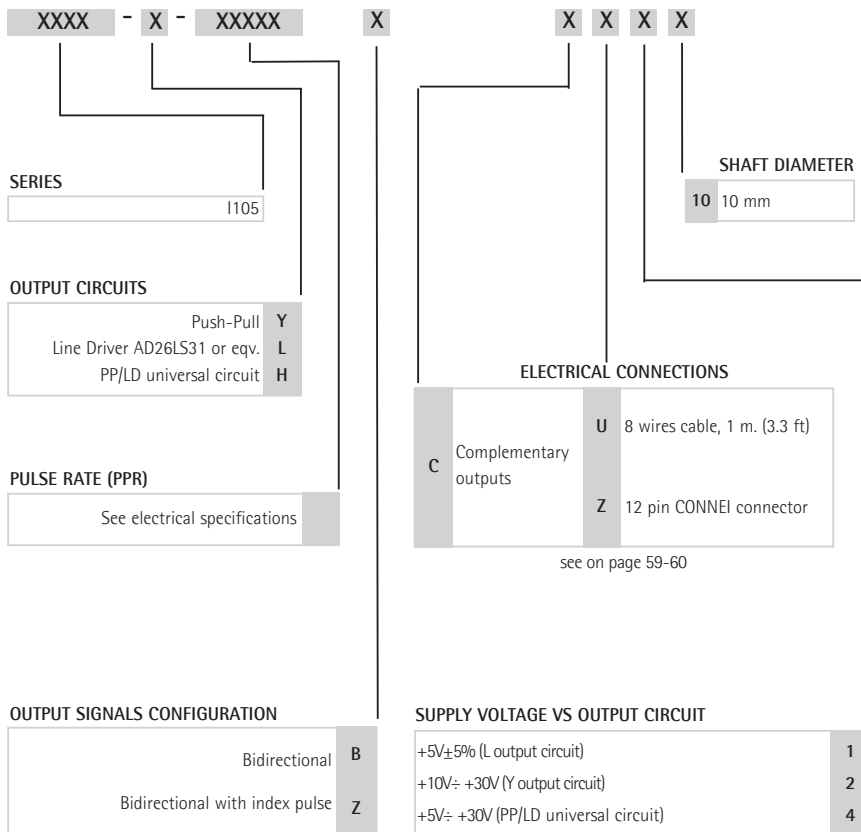 XXXX - X - XXXXX X X X X X
SHAFT DIAMETER
10 10 mm
SERIES
I105
OUTPUT CIRCUITS
Push-Pull Y
Line Driver AD26LS31 or eqv. L
PP/LD universal circuit H
ELECTRICAL CONNECTIONS
C Complementary outputs
U 8 wires cable, 1 m. (3.3 ft)
Z 12 pin CONNEI connector
see on page 59-60
PULSE RATE (PPR)
See electrical specifications
OUTPUT SIGNALS CONFIGURATION
Bidirectional B
Bidirectional with index pulse Z
SUPPLY VOLTAGE VS OUTPUT CIRCUIT
+5V±5% (L output circuit) 1
+10V÷ +30V (Y output circuit) 2
+5V÷ +30V (PP/LD universal circuit) 4